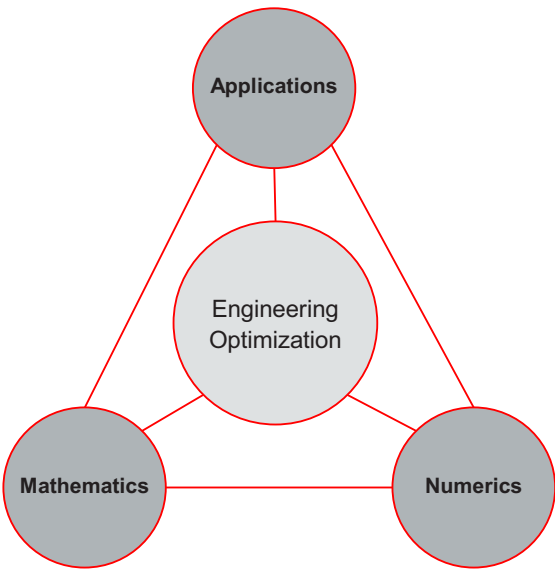 Applications
Engineering
Optimization
Mathematics
Numerics